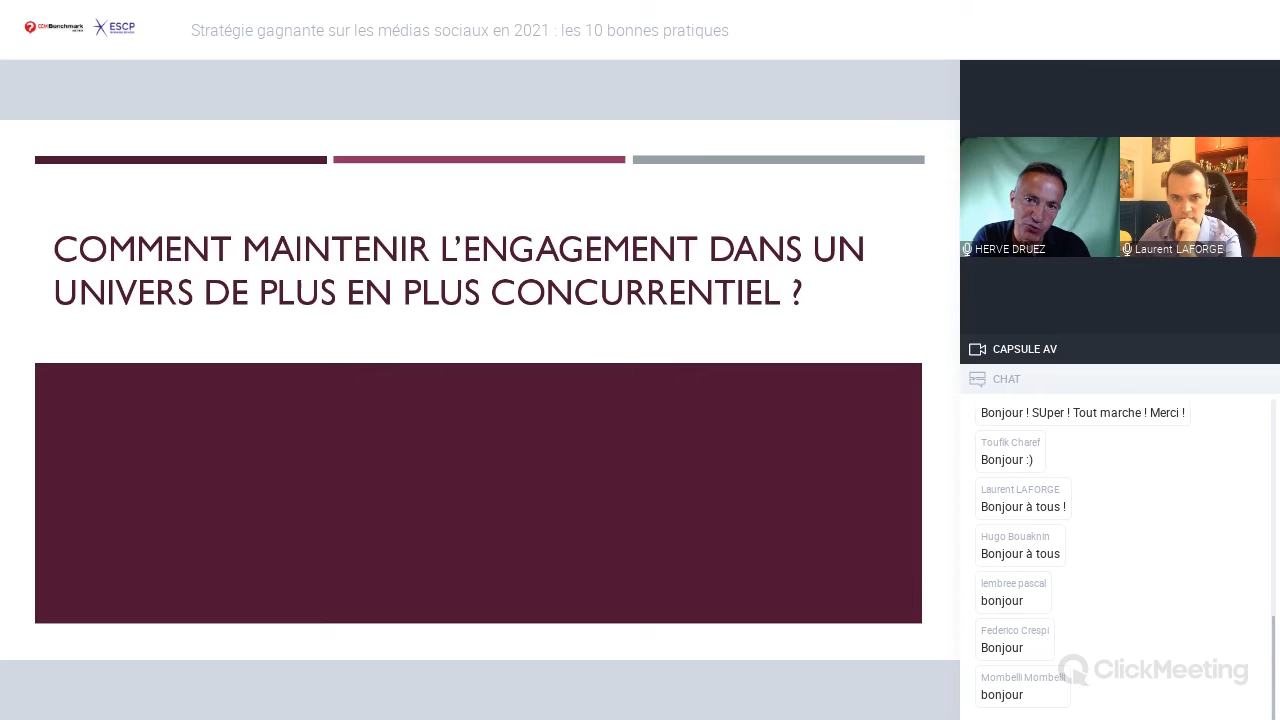 CCMBenchmark
ESCP
BUSINESS SCHOOL
Stratégie gagnante sur les médias sociaux en 2021 : les 10 bonnes pratiques
COMMENT MAINTENIR L’ENGAGEMENT DANS UN
UNIVERS DE PLUS EN PLUS CONCURRENTIEL ?
HERVE DRUEZ
Laurent LAFORGE
CAPSULE AV
CHAT
Bonjour ! SUper ! Tout marche ! Merci !
Toufik Charef
Bonjour :)
Laurent LAFORGE
Bonjour à tous !
Hugo Bouaknin
Bonjour à tous
lembree pascal
bonjour
Federico Crespi
Bonjour
Mombelli Mombelli
bonjour
ClickMeeting